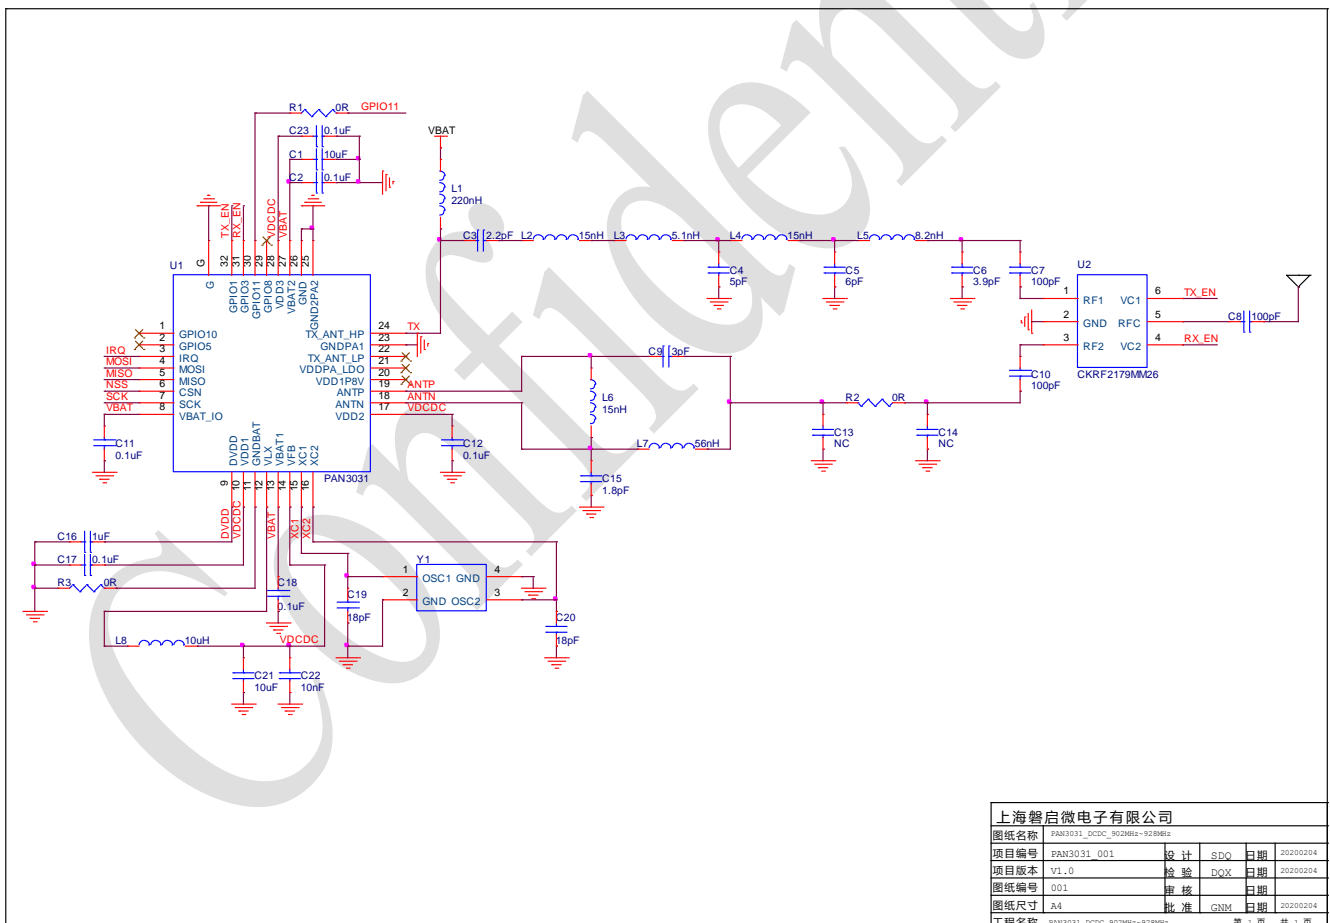 Confidential
R1 0R GPIO11
C23 0.1uF
C1 10uF
C2 0.1uF
VBAT
L1
220nH
TX_EN
RX_EN
VDCDC
VBAT
C3 2.2pF L2 15nH L3 5.1nH L4 15nH L5 8.2nH
C4
5pF
C5
6pF
C6
3.9pF
C7
100pF
U1
G 32 31 30 29 28 27 26 25
G GPIO1 GPIO3 GPIO11 GPIO8 VDD3 VBAT2 GND GND2PA2
1 GPIO10
2 GPIO5
IRQ 3 IRQ
MOSI 4 MOSI
MISO 5 MISO
NSS 6 CSN
SCK 7 SCK
VBAT 8 VBAT_IO
TX_ANT_HP 24 TX
GNDPA1 23
TX_ANT_LP 22
VDDPA_LDO 21
VDD1P8V 20
ANTP 19 ANTP
ANTN 18 ANTN
VDD2 17 VDCDC
DVDD VDD1 GNDBAT VLX VBAT1 VFB XC1 XC2
9 10 11 12 13 14 15 16
PAN3031
DVDD
VDCDC
VBAT
XC1
XC2
U2
1 RF1 VC1 6 TX_EN
2 GND RFC 5
3 RF2 VC2 4 RX_EN
CKRF2179MM26
C8 100pF
C10
100pF
C9 3pF
L6
15nH
L7 56nH
C15
1.8pF
R2 0R
C13
NC
C14
NC
C11
0.1uF
C12
0.1uF
C16 1uF
C17 0.1uF
R3 0R
C18
0.1uF
L8 10uH VDCDC
C21
10uF
C22
10nF
C19
18pF
Y1
1 OSC1 GND 4
2 GND OSC2 3
C20
18pF
上海磐启微电子有限公司
图纸名称 PAN3031_DCDC_902MHz~928MHz
项目编号 PAN3031_001 设 计 SDQ 日期 20200204
项目版本 V1.0 检 验 DQX 日期 20200204
图纸编号 001 审 核 日期
图纸尺寸 A4 批 准 GNM 日期 20200204
工程名称 PAN3031_DCDC_902MHz~928MHz 第 1 页 共 1 页